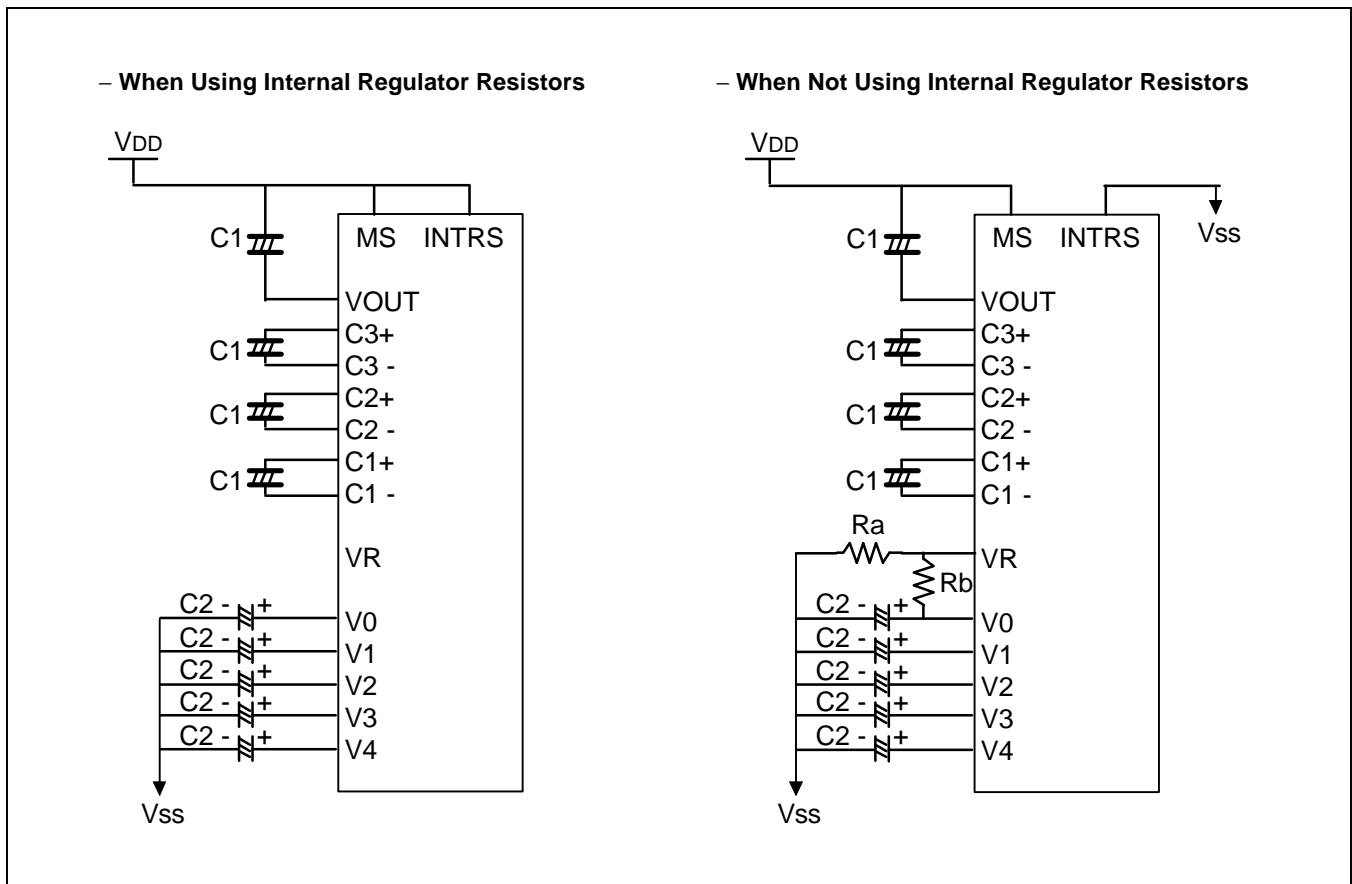 – When Using Internal Regulator Resistors
VDD
C1
MS INTRS
VOUT
C3+
C1
C3 -
C2+
C1
C2 -
C1+
C1
C1 -
VR
C2 - +
V0
C2 - +
V1
C2 - +
V2
C2 - +
V3
C2 - +
V4
Vss
– When Not Using Internal Regulator Resistors
VDD
C1
MS INTRS
Vss
VOUT
C3+
C1
C3 -
C2+
C1
C2 -
C1+
C1
C1 -
Ra
VR
Rb
C2 - +
V0
C2 - +
V1
C2 - +
V2
C2 - +
V3
C2 - +
V4
Vss